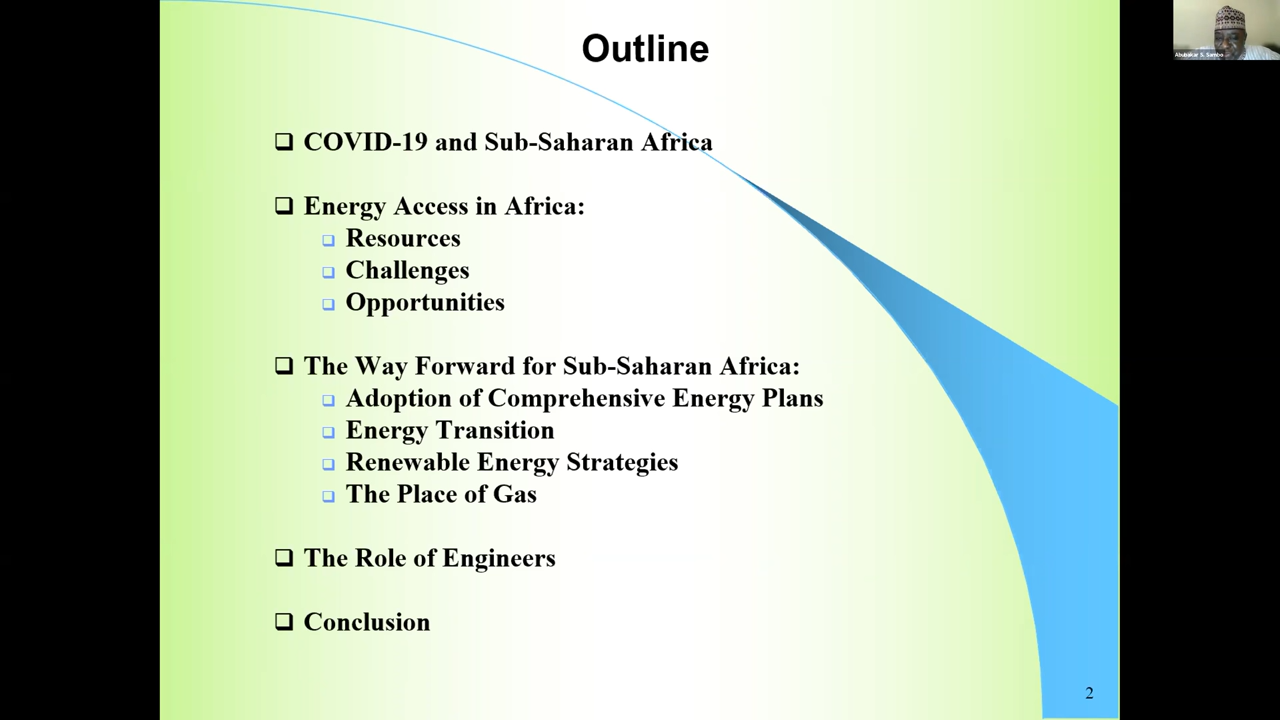 Outline
Abubakar S. Sambo
COVID-19 and Sub-Saharan Africa
Energy Access in Africa:
Resources
Challenges
Opportunities
The Way Forward for Sub-Saharan Africa:
Adoption of Comprehensive Energy Plans
Energy Transition
Renewable Energy Strategies
The Place of Gas
The Role of Engineers
Conclusion
2